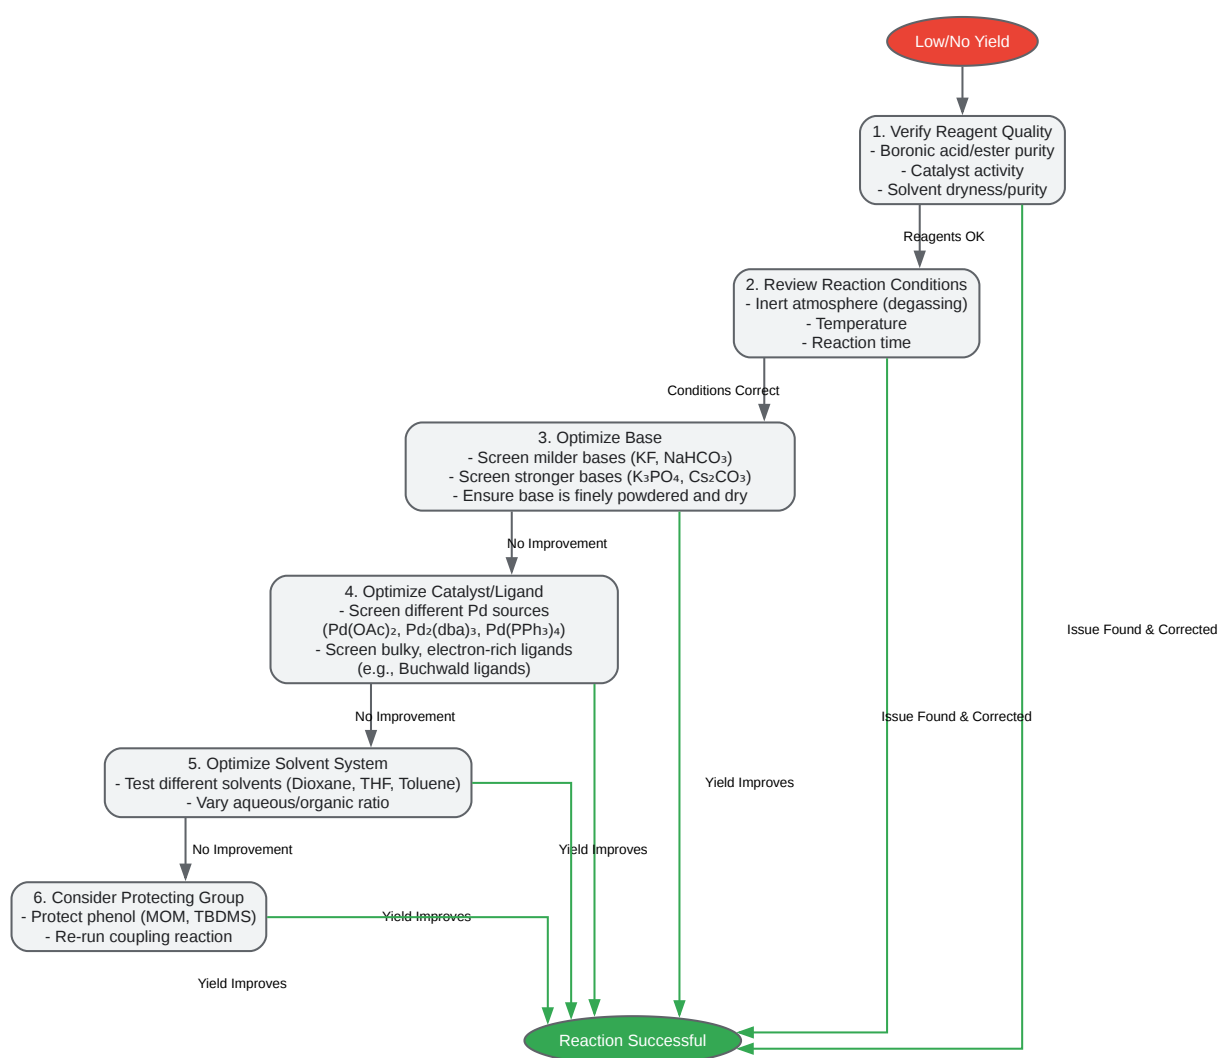 Low/No Yield
1. Verify Reagent Quality
- Boronic acid/ester purity
- Catalyst activity
- Solvent dryness/purity
Reagents OK
2. Review Reaction Conditions
- Inert atmosphere (degassing)
- Temperature
- Reaction time
Conditions Correct
3. Optimize Base
- Screen milder bases (KF, NaHCO₃)
- Screen stronger bases (K₃PO₄, Cs₂CO₃)
- Ensure base is finely powdered and dry
No Improvement
4. Optimize Catalyst/Ligand
- Screen different Pd sources
(Pd(OAc)₂, Pd₂(dba)₃, Pd(PPh₃)₄)
- Screen bulky, electron-rich ligands
(e.g., Buchwald ligands)
Issue Found & Corrected
No Improvement
Issue Found & Corrected
5. Optimize Solvent System
- Test different solvents (Dioxane, THF, Toluene)
- Vary aqueous/organic ratio
Yield Improves
No Improvement
Yield Improves
6. Consider Protecting Group
- Protect phenol (MOM, TBDMS)
- Re-run coupling reaction
Yield Improves
Yield Improves
Reaction Successful